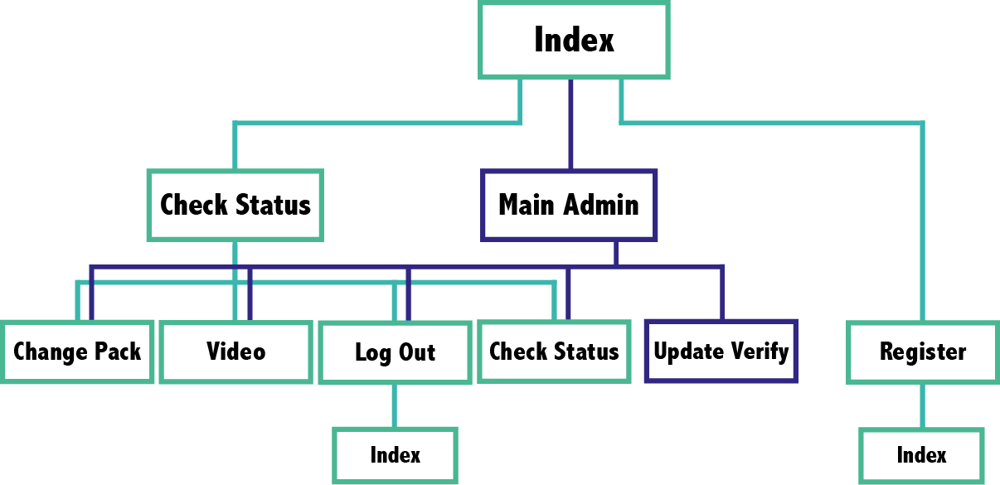 Index
Check Status
Main Admin
Change Pack
Video
Log Out
Check Status
Update Verify
Register
Index
Index